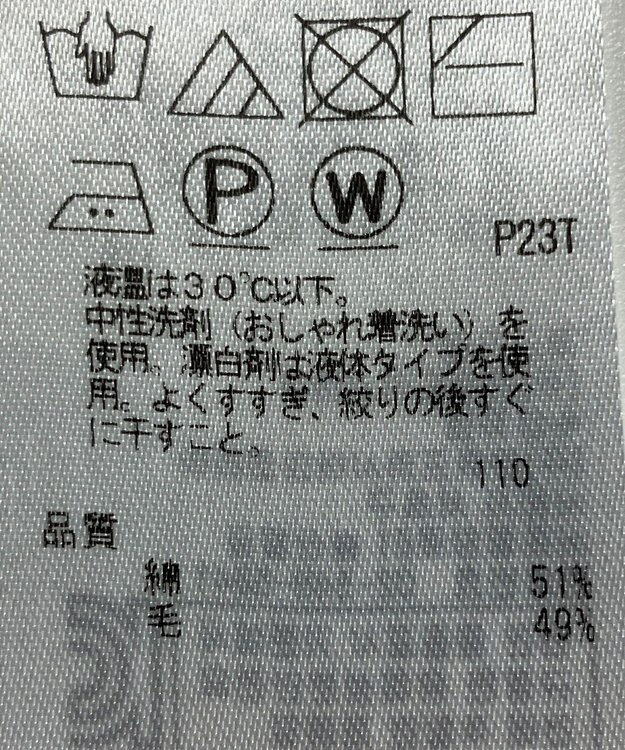 P
W
P23T
液温は30℃以下。
中性洗剤（おしゃれ着洗い）を
使用。漂白剤は液体タイプを使
用。よくすすぎ、絞りの後すぐ
に干すこと。
110
品質
綿 51%
毛 49%